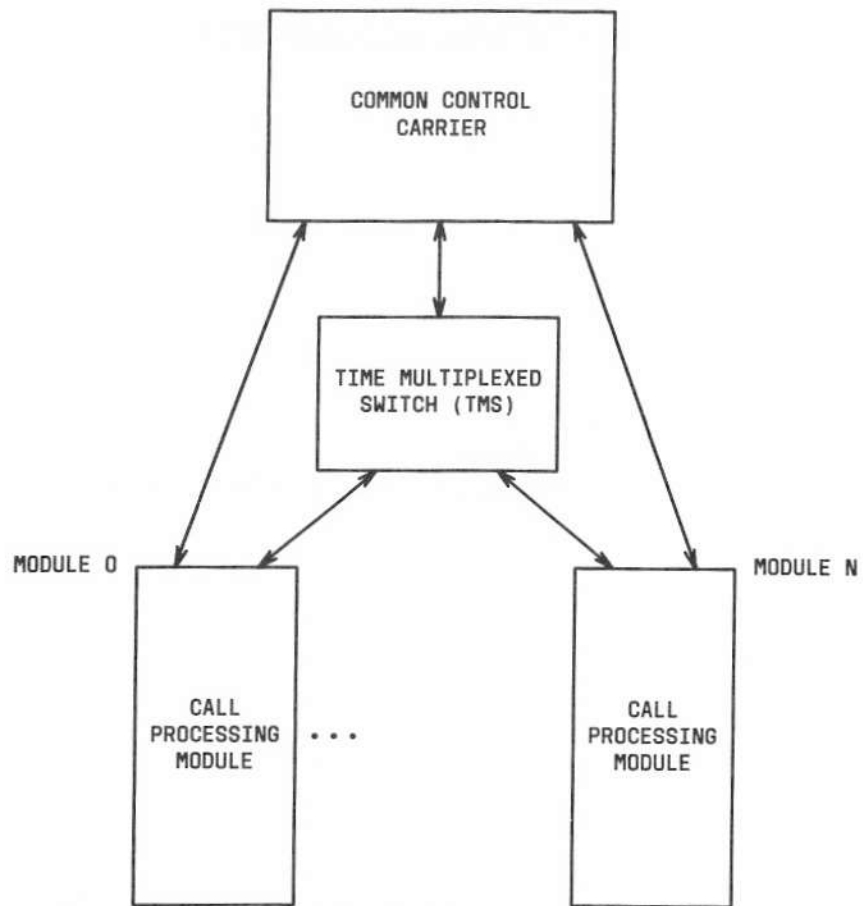 COMMON CONTROL
CARRIER
TIME MULTIPLEXED
SWITCH (TMS)
MODULE 0
MODULE N
CALL
PROCESSING
MODULE
...
CALL
PROCESSING
MODULE